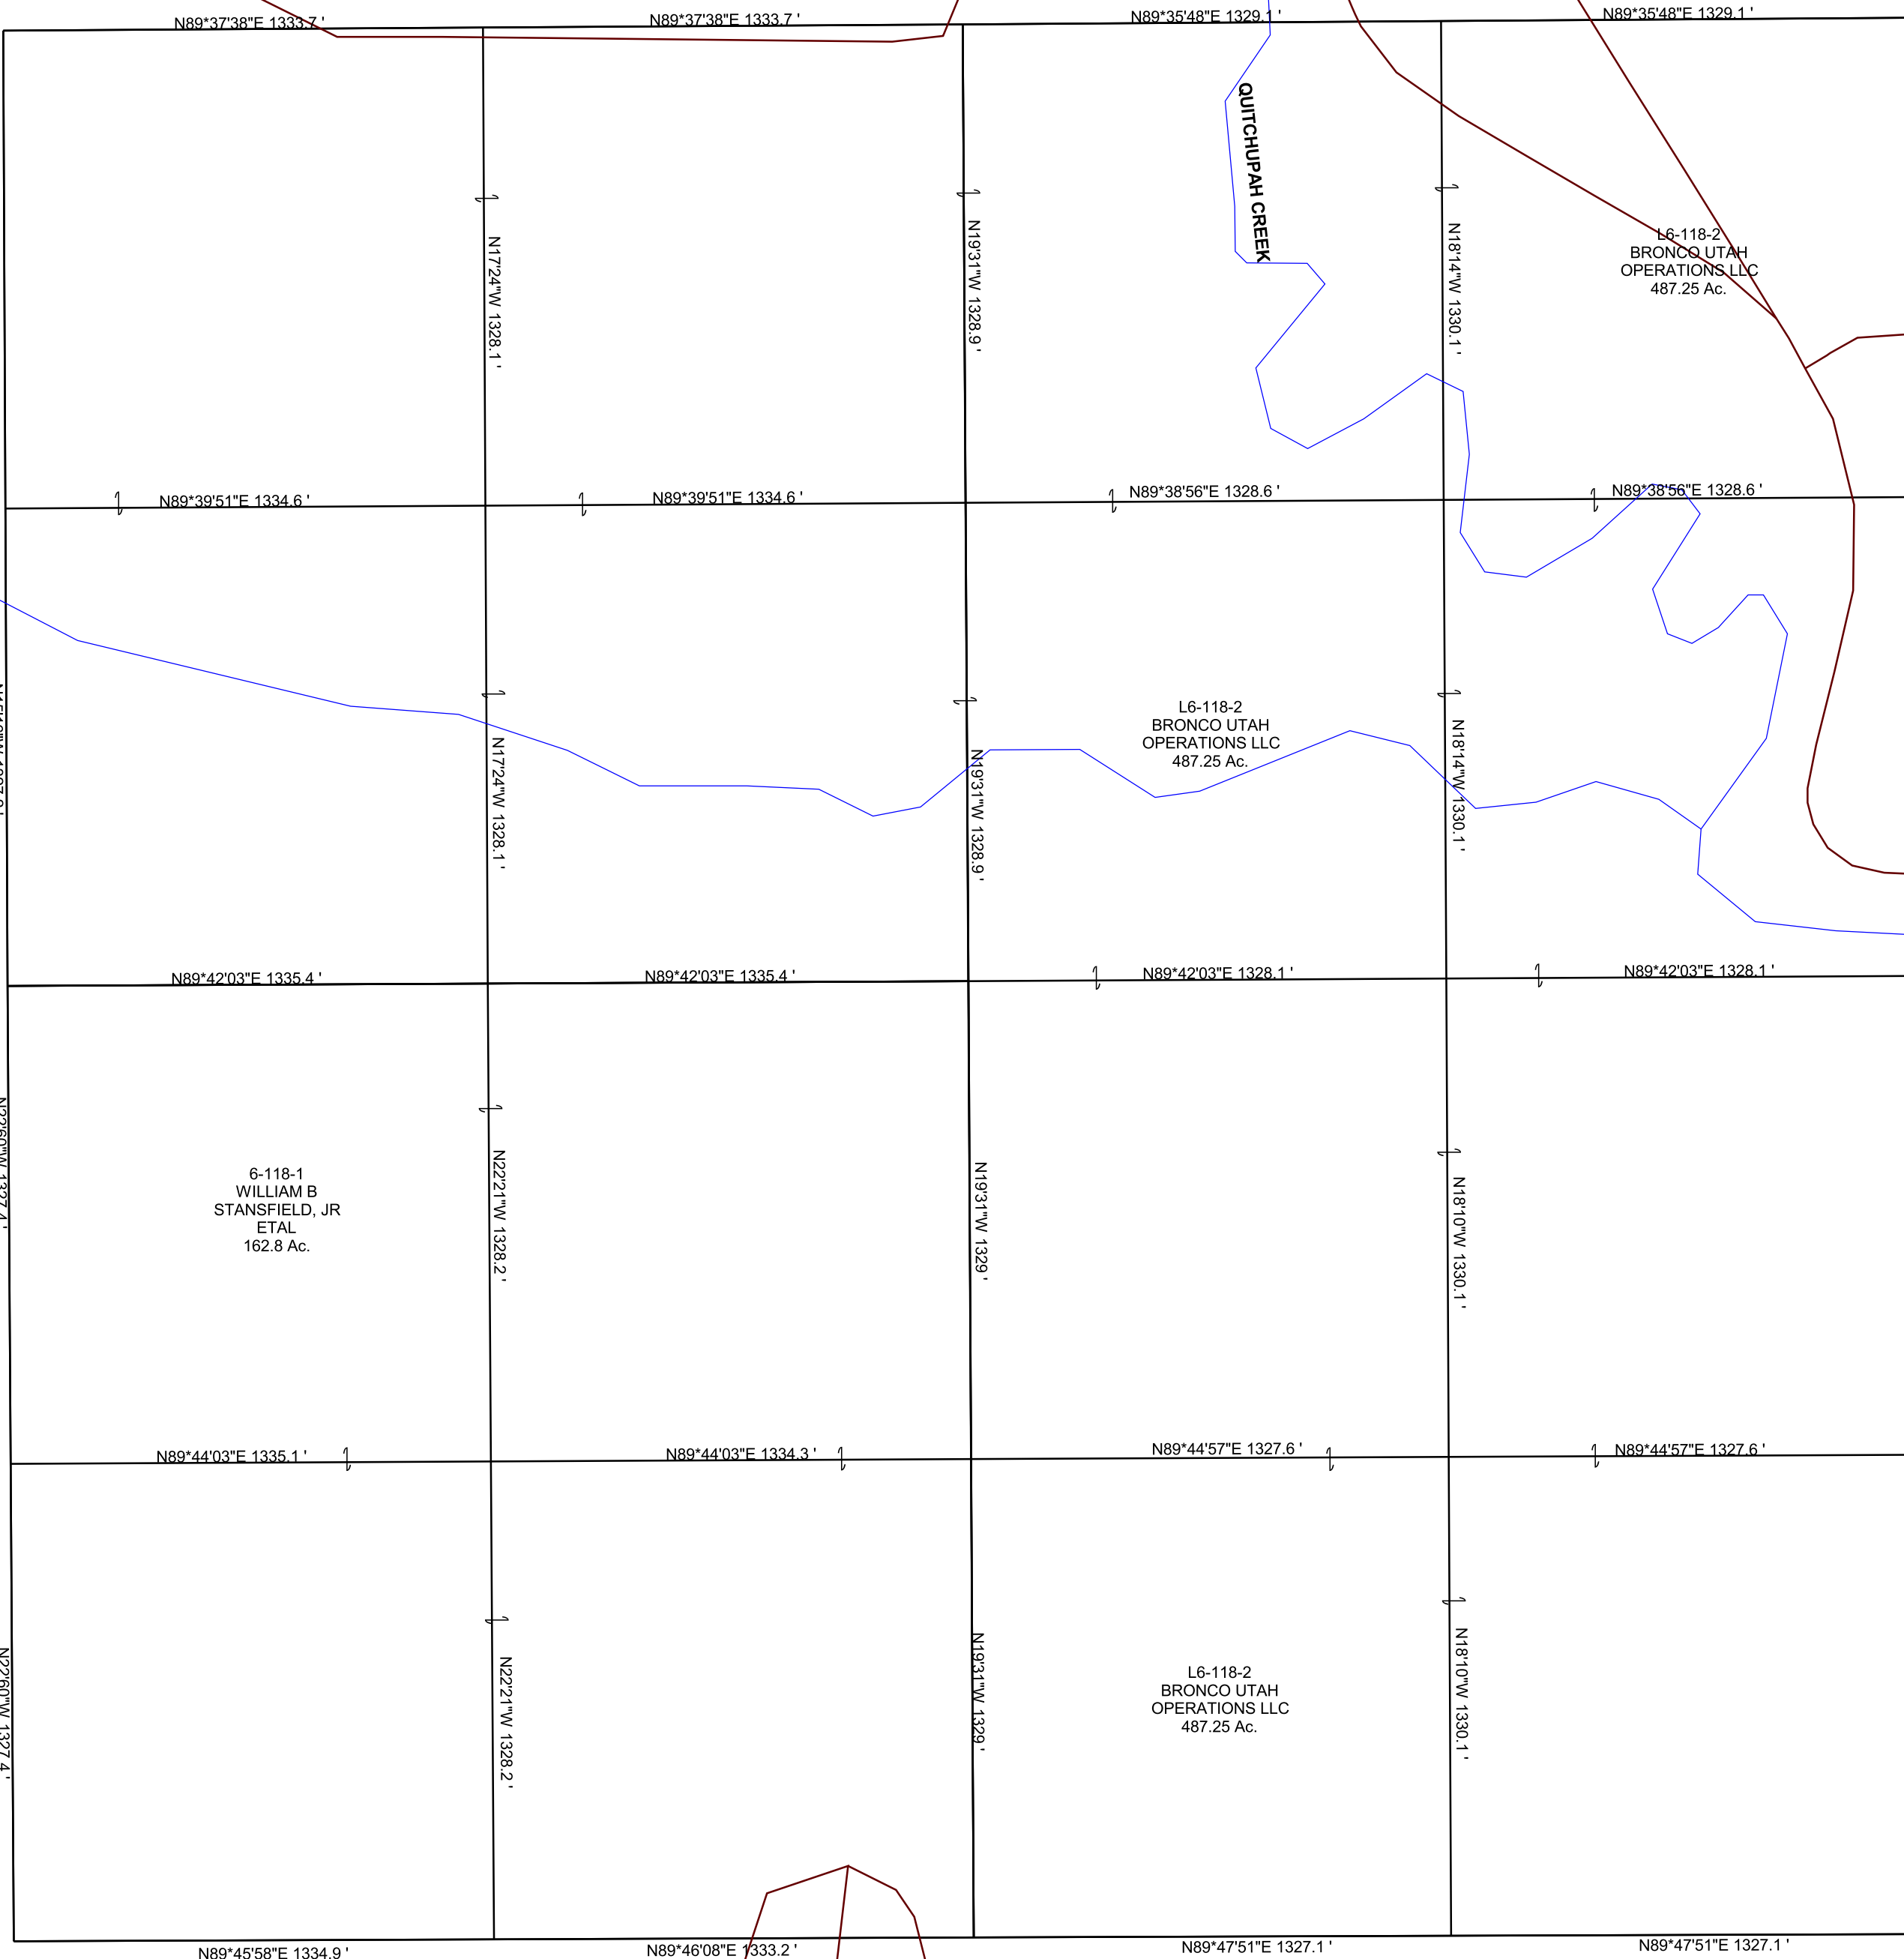 N89*37'38"E 1333.7 '
N89*37'38"E 1333.7 '
N89*35'48"E 1329.1 '
N89*35'48"E 1329.1 '
QUITCHUPAH CREEK
N17'24"W 1328.1 '
N19'31"W 1328.9 '
N18'14"W 1330.1 '
L6-118-2
BRONCO UTAH
OPERATIONS LLC
487.25 Ac.
N89*39'51"E 1334.6 '
N89*39'51"E 1334.6 '
N89*38'56"E 1328.6 '
N89*38'56"E 1328.6 '
N17'24"W 1328.1 '
N19'31"W 1328.9 '
L6-118-2
BRONCO UTAH
OPERATIONS LLC
487.25 Ac.
N18'14"W 1330.1 '
N89*42'03"E 1335.4 '
N89*42'03"E 1335.4 '
N89*42'03"E 1328.1 '
N89*42'03"E 1328.1 '
N22'60"W 1327.4 '
6-118-1
WILLIAM B
STANSFIELD, JR
ETAL
162.8 Ac.
N22'21"W 1328.2 '
N19'31"W 1329 '
N18'10"W 1330.1 '
N89*44'03"E 1335.1 '
N89*44'03"E 1334.3 '
N89*44'57"E 1327.6 '
N89*44'57"E 1327.6 '
N22'60"W 1327.4 '
N22'21"W 1328.2 '
N19'31"W 1329 '
L6-118-2
BRONCO UTAH
OPERATIONS LLC
487.25 Ac.
N18'10"W 1330.1 '
N89*45'58"E 1334.9 '
N89*46'08"E 1333.2 '
N89*47'51"E 1327.1 '
N89*47'51"E 1327.1 '